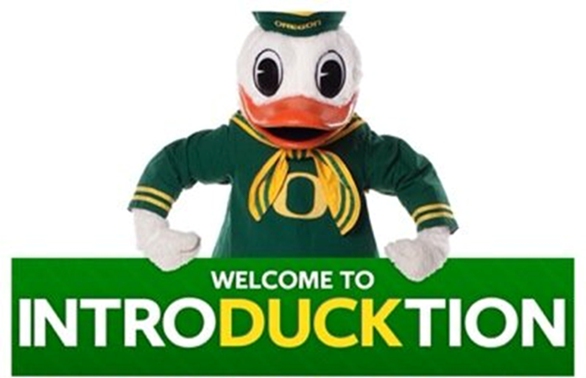 OREGON
O
WELCOME TO
INTRODUCKTION